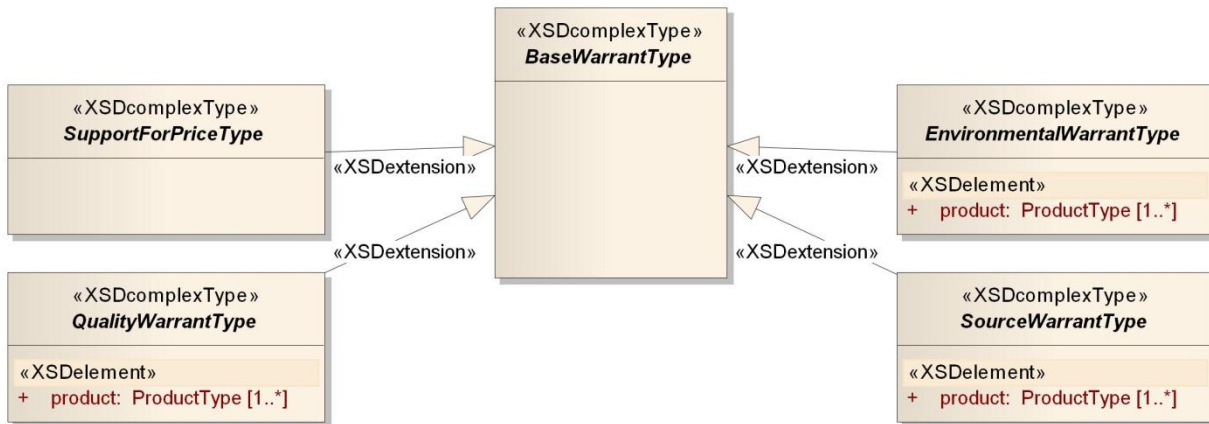 «XSDcomplexType»
BaseWarrantType
«XSDcomplexType»
SupportForPriceType
«XSDcomplexType»
EnvironmentalWarrantType
«XSDelement»
+ product: ProductType [1..*]
«XSDextension»
«XSDextension»
«XSDextension»
«XSDextension»
«XSDcomplexType»
QualityWarrantType
«XSDelement»
+ product: ProductType [1..*]
«XSDcomplexType»
SourceWarrantType
«XSDelement»
+ product: ProductType [1..*]